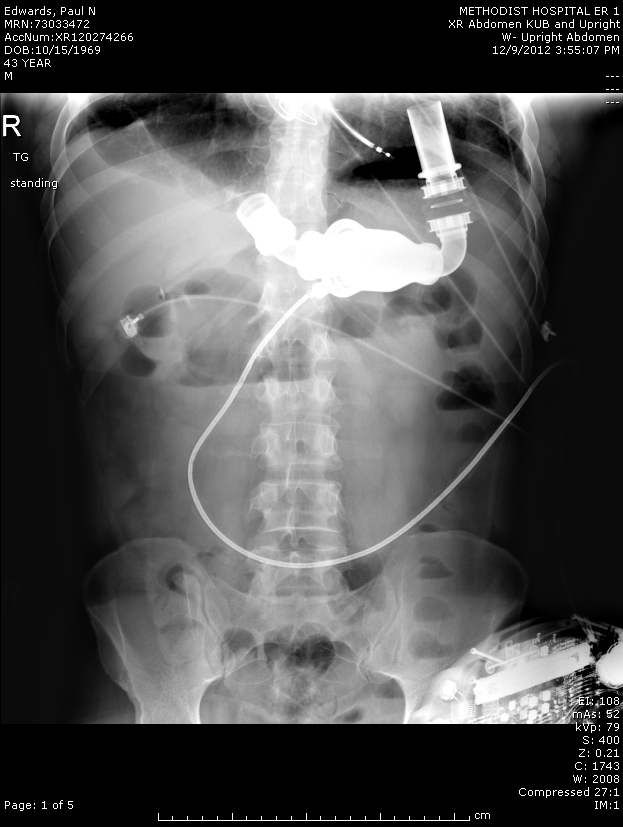 Edwards, Paul N
MRN:73033472
AccNum:XR120274266
DOB:10/15/1969
43 YEAR
M
METHODIST HOSPITAL ER 1
XR Abdomen KUB and Upright
W- Upright Abdomen
12/9/2012 3:55:07 PM
---
---
---
R
TG
standing
EI: 108
mAs: 52
kVp: 79
S: 400
Z: 0.21
C: 1743
W: 2008
Compressed 27:1
IM:1
Page: 1 of 5
cm